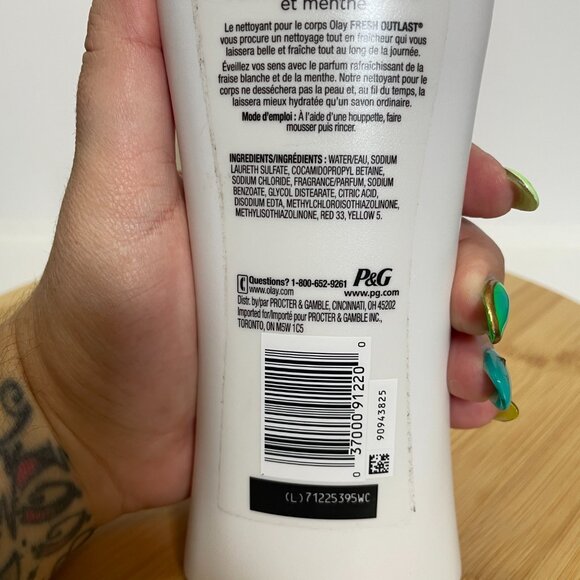 et menthe
Le nettoyant pour le corps Olay FRESH OUTLAST®
vous procure un nettoyage tout en fraîcheur qui vous
laissera belle et fraîche tout au long de la journée.
Éveillez vos sens avec le parfum rafraîchissant de la
fraise blanche et de la menthe. Notre nettoyant pour le
corps ne desséchera pas la peau et, au fil du temps, la
laissera mieux hydratée qu'un savon ordinaire.
Mode d'emploi : À l'aide d'une houppette, faire
mousser puis rincer.
INGREDIENTS/INGRÉDIENTS : WATER/EAU, SODIUM
LAURETH SULFATE, COCAMIDOPROPYL BETAINE,
SODIUM CHLORIDE, FRAGRANCE/PARFUM, SODIUM
BENZOATE, GLYCOL DISTEARATE, CITRIC ACID,
DISODIUM EDTA, METHYLCHLOROISOTHIAZOLINONE,
METHYLISOTHIAZOLINONE, RED 33, YELLOW 5.
Questions? 1-800-652-9261
www.olay.com
P&G
www.pg.com
Distr. by/par PROCTER & GAMBLE, CINCINNATI, OH 45202
Imported for/Importé pour PROCTER & GAMBLE INC.,
TORONTO, ON M5W 1C5
0 37000 91220 0
90943825
(L)71225395WC